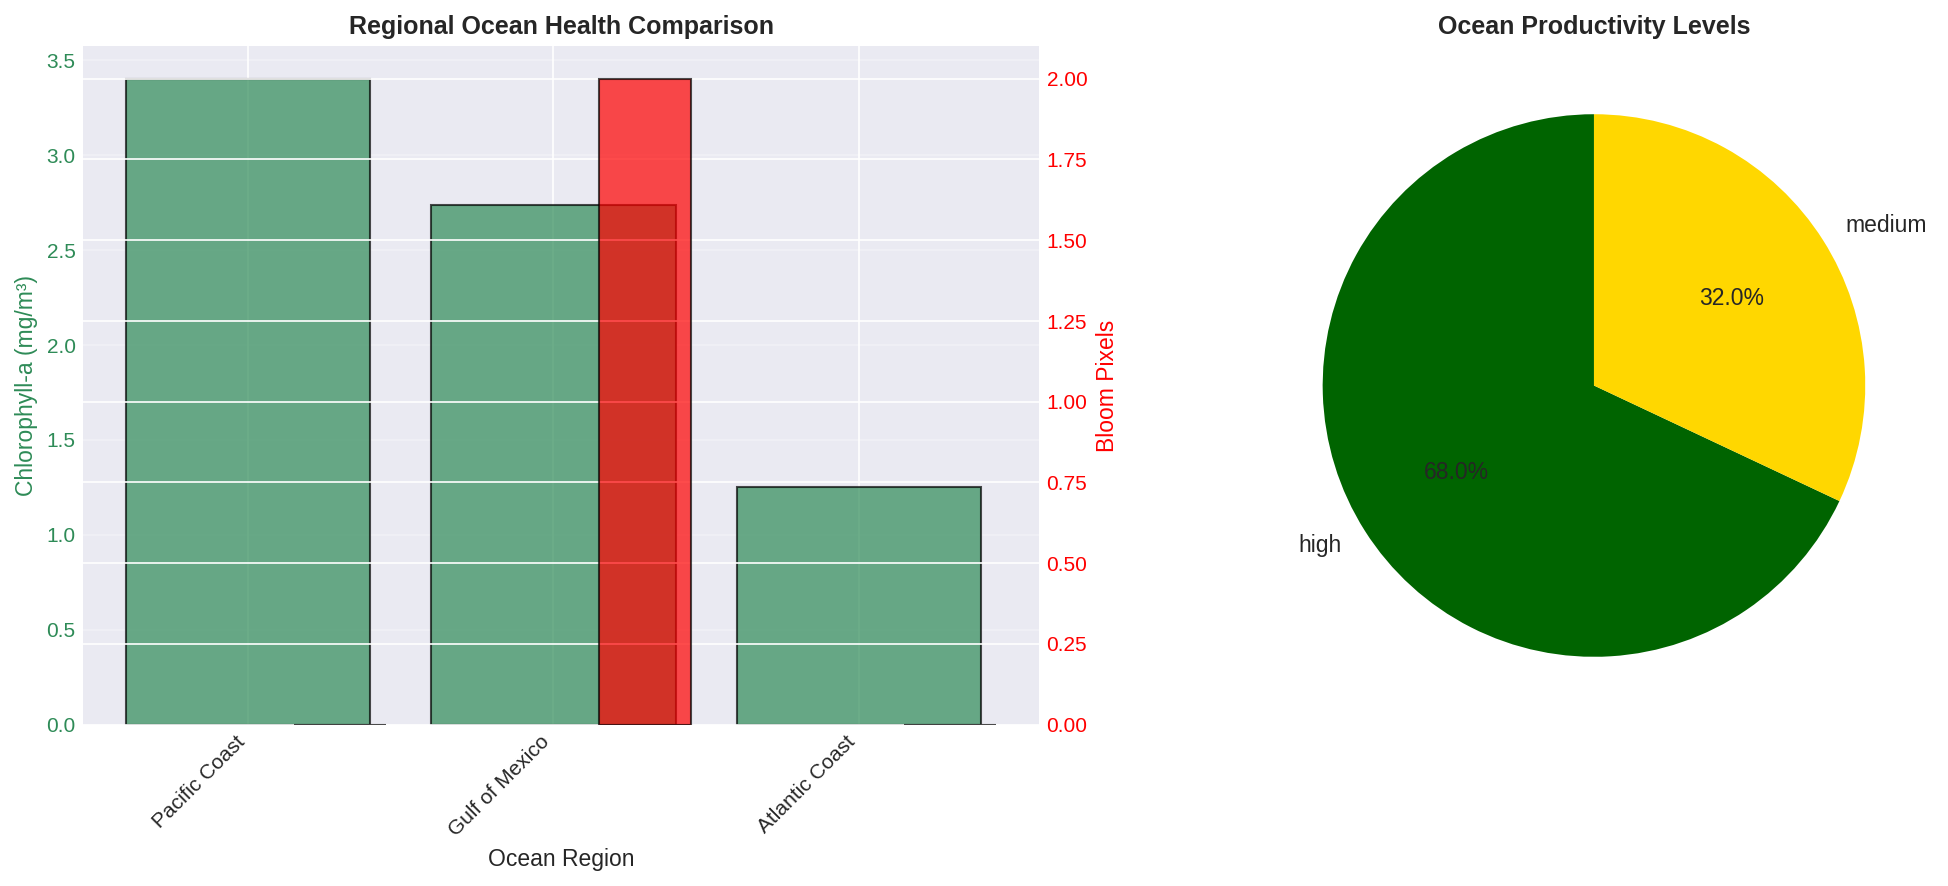 Regional Ocean Health Comparison
3.5
3.0
2.5
2.0
1.5
1.0
0.5
0.0
Chlorophyll-a (mg/m³)
2.00
1.75
1.50
1.25
1.00
0.75
0.50
0.25
0.00
Bloom Pixels
Pacific Coast
Gulf of Mexico
Atlantic Coast
Ocean Region
Ocean Productivity Levels
medium
32.0%
68.0%
high